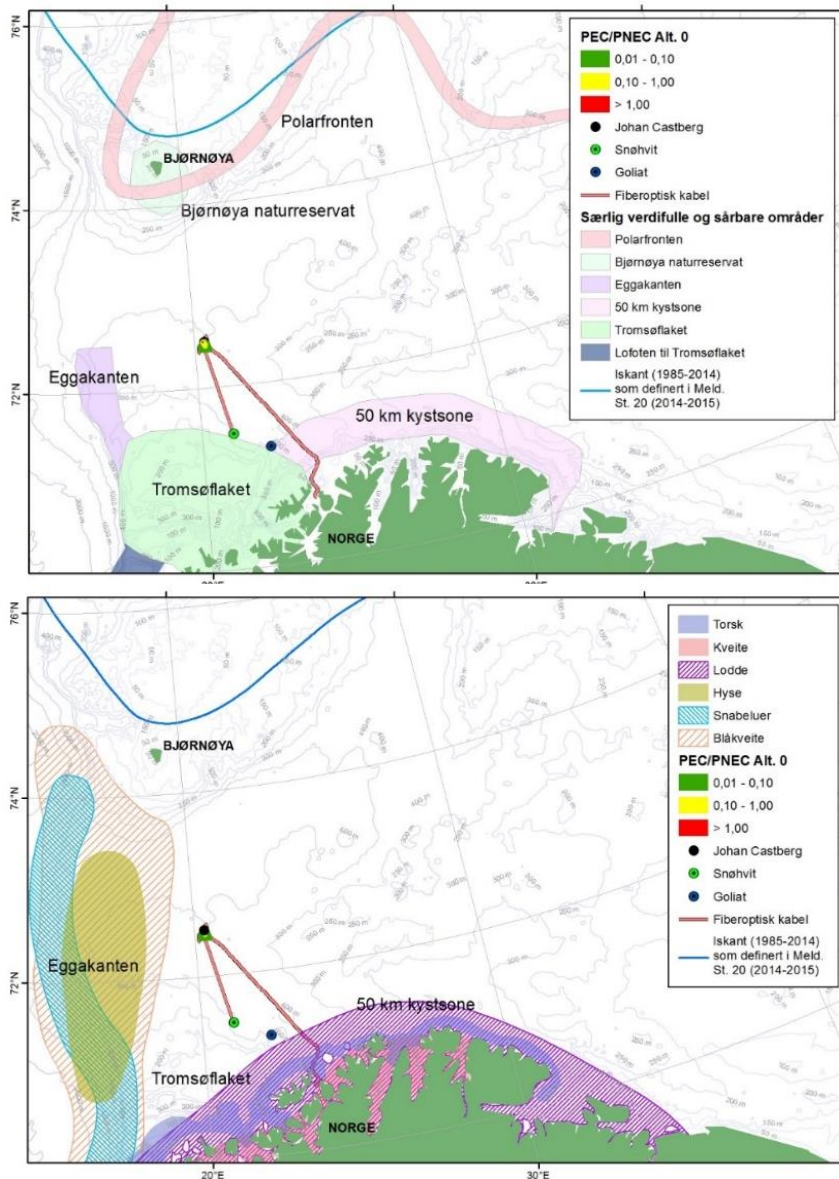 76°N
74°N
72°N
Polarfronten
BJØRNØYA
Bjørnøya naturreservat
Eggakanten
50 km kystsone
Tromsøflaket
NORGE
PEC/PNEC Alt. 0
0,01 - 0,10
0,10 - 1,00
> 1,00
Johan Castberg
Snøhvit
Goliat
Fiberoptisk kabel
Særlig verdifulle og sårbare områder
Polarfronten
Bjørnøya naturreservat
Eggakanten
50 km kystsone
Tromsøflaket
Lofoten til Tromsøflaket
Iskant (1985-2014)
som definert i Meld.
St. 20 (2014-2015)
76°N
74°N
72°N
BJØRNØYA
Eggakanten
50 km kystsone
Tromsøflaket
NORGE
20°E
30°E
Torsk
Kveite
Lodde
Hyse
Snabeluer
Blåkveite
PEC/PNEC Alt. 0
0,01 - 0,10
0,10 - 1,00
> 1,00
Johan Castberg
Snøhvit
Goliat
Fiberoptisk kabel
Iskant (1985-2014)
som definert i Meld.
St. 20 (2014-2015)